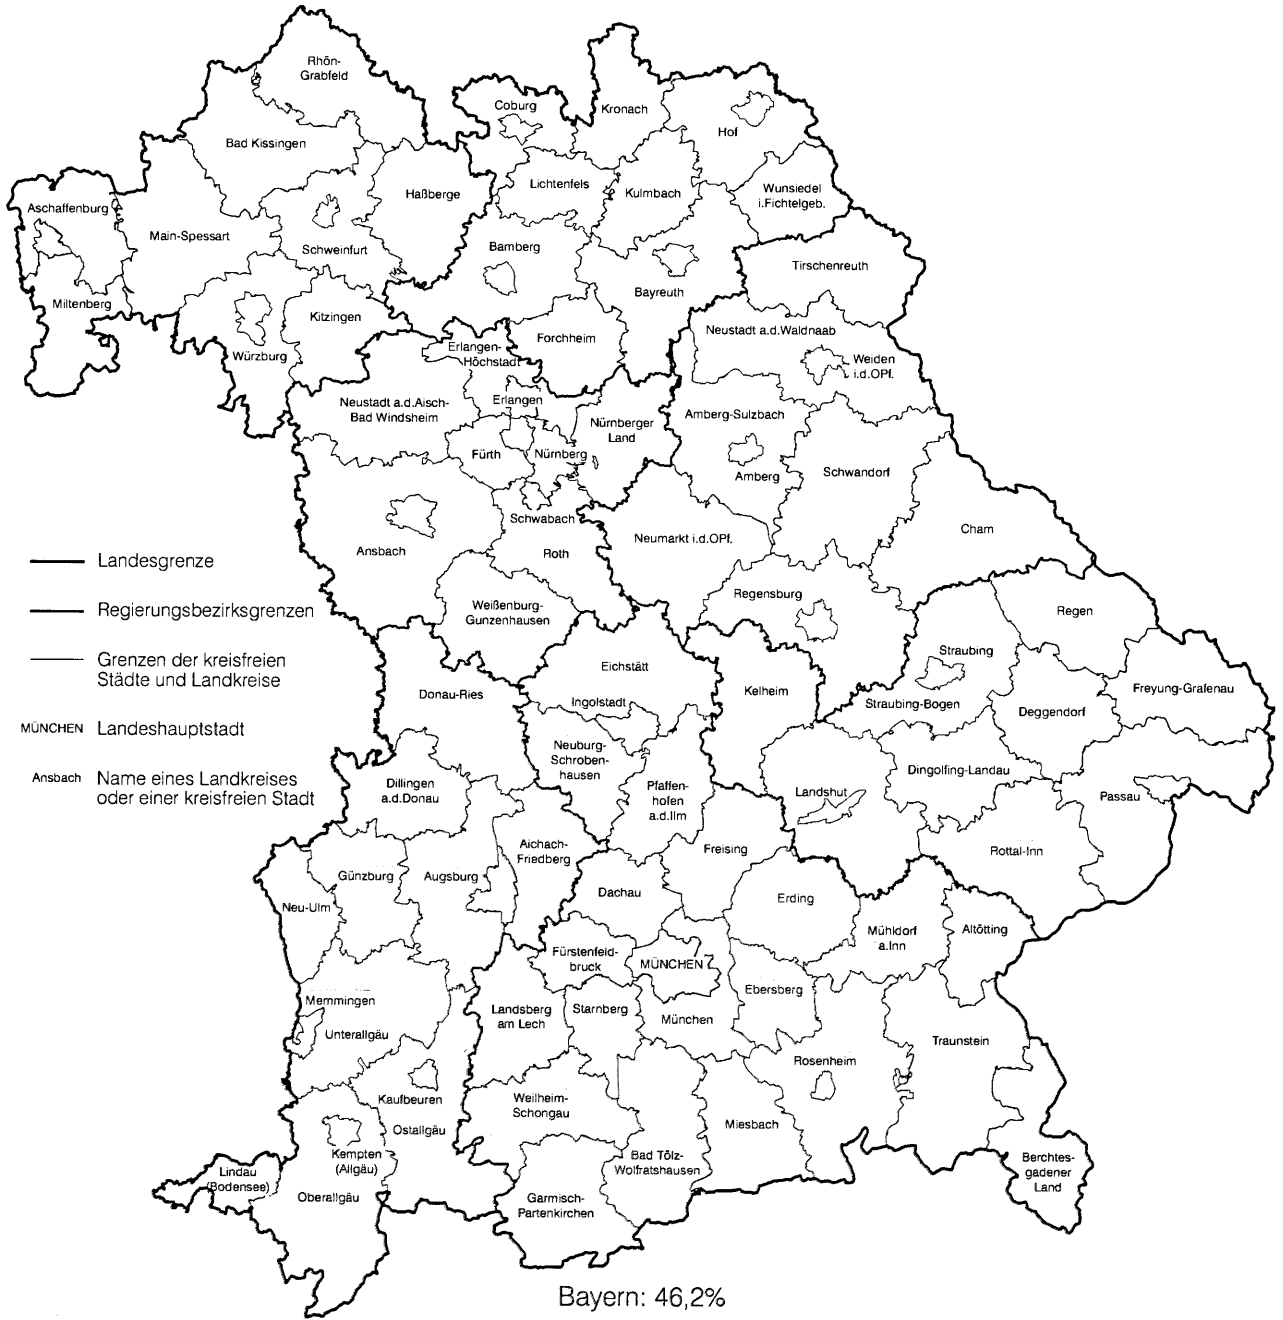 Rhön-
Grabfeld
Coburg
Kronach
Hof
Bad Kissingen
Lichtenfels
Kulmbach
Wunsiedel
i.Fichtelgeb.
Haßberge
Aschaffenburg
Main-Spessart
Schweinfurt
Bamberg
Tirschenreuth
Bayreuth
Miltenberg
Kitzingen
Würzburg
Forchheim
Neustadt a.d.Waldnaab
Erlangen-
Höchstadt
Weiden
i.d.OPf.
Neustadt a.d.Aisch-
Bad Windsheim
Erlangen
Nürnberger
Land
Amberg-Sulzbach
Fürth
Nürnberg
Amberg
Schwandorf
Schwabach
Neumarkt i.d.OPf.
Cham
Ansbach
Roth
Landesgrenze
Regierungsbezirksgrenzen
Grenzen der kreisfreien
Städte und Landkreise
MÜNCHEN Landeshauptstadt
Ansbach Name eines Landkreises
oder einer kreisfreien Stadt
Weißenburg-
Gunzenhausen
Regensburg
Regen
Eichstätt
Straubing
Donau-Ries
Ingolstadt
Kelheim
Straubing-Bogen
Deggendorf
Freyung-Grafenau
Neuburg-
Schroben-
hausen
Dillingen
a.d.Donau
Pfaffen-
hofen
a.d.Ilm
Landshut
Dingolfing-Landau
Passau
Aichach-
Friedberg
Freising
Rottal-Inn
Günzburg
Augsburg
Dachau
Erding
Neu-Ulm
Mühldorf
a.Inn
Altötting
Fürstenfeld-
bruck
MÜNCHEN
Ebersberg
Memmingen
Landsberg
am Lech
Starnberg
München
Unterallgäu
Traunstein
Rosenheim
Kaufbeuren
Weilheim-
Schongau
Ostallgäu
Miesbach
Kempten
(Allgäu)
Bad Tölz-
Wolfratshausen
Lindau
(Bodensee)
Oberallgäu
Garmisch-
Partenkirchen
Berchtes-
gadener
Land
Bayern: 46,2%